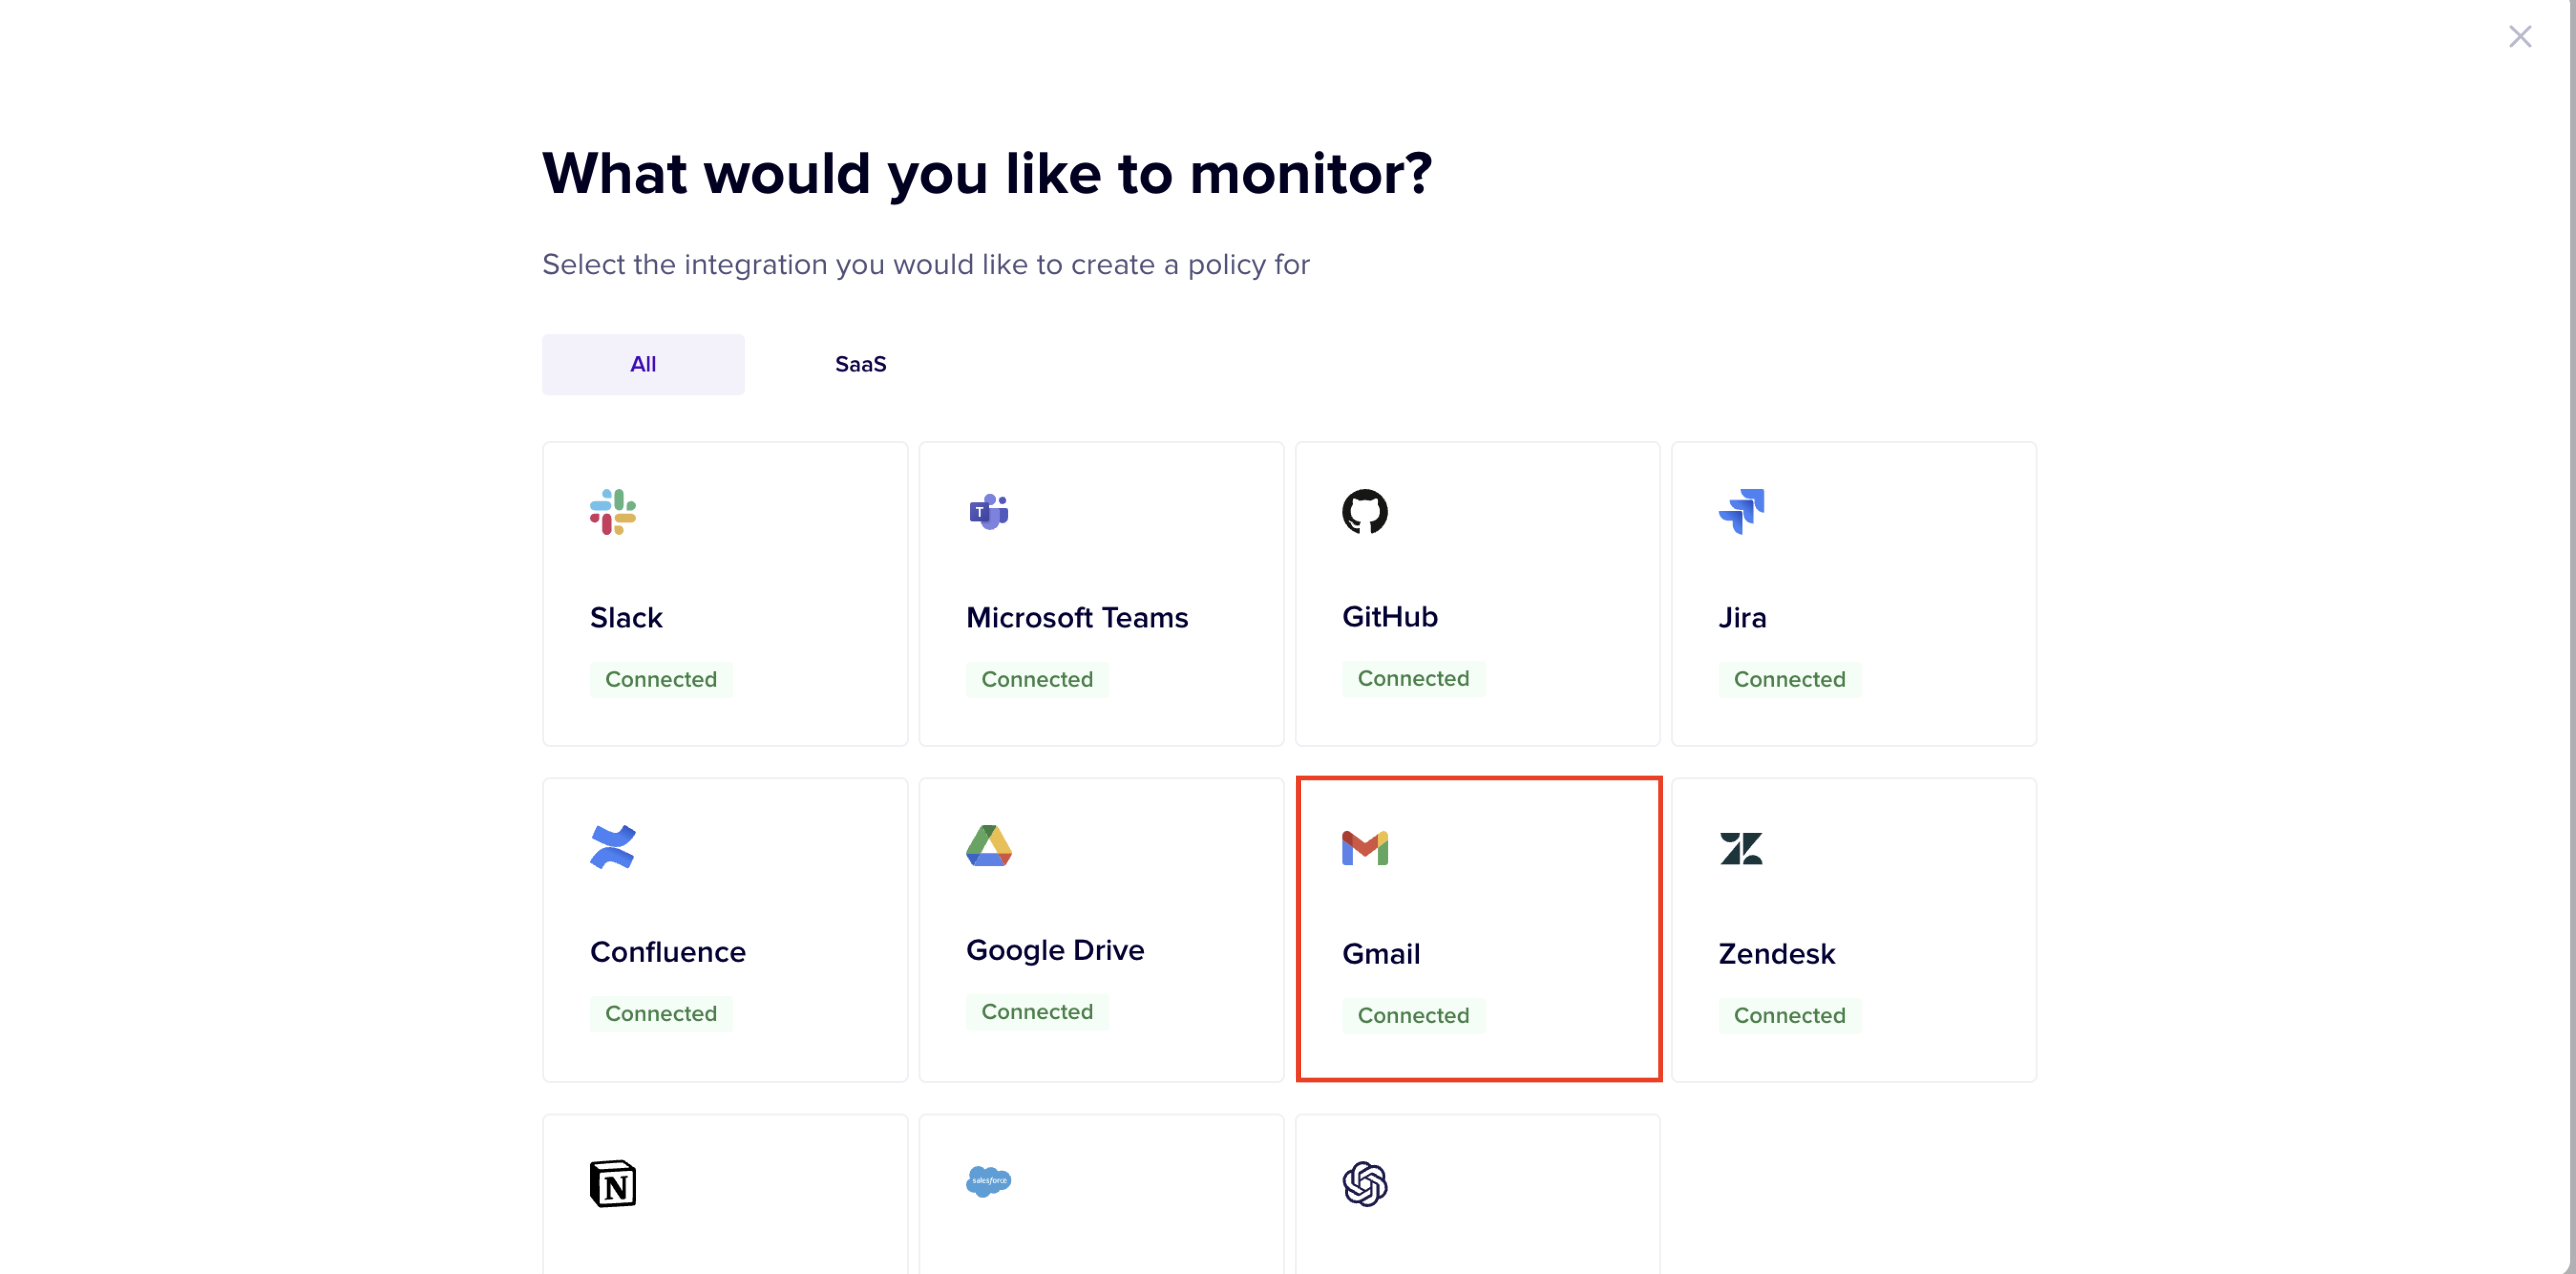 What would you like to monitor?
Select the integration you would like to create a policy for
All
SaaS
Slack
Connected
Microsoft Teams
Connected
GitHub
Connected
Jira
Connected
Confluence
Connected
Google Drive
Connected
Gmail
Connected
Zendesk
Connected
N
salesforce